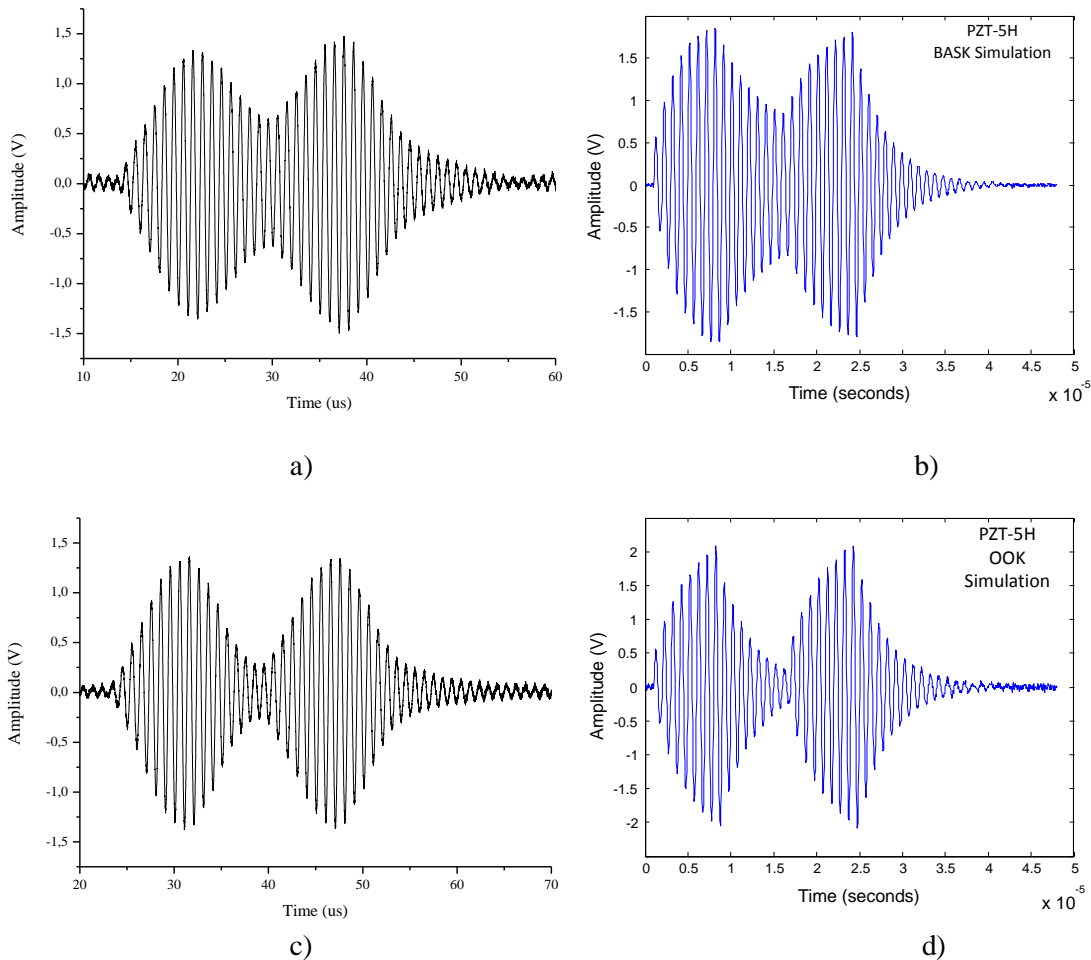 1,5
1,0
0,5
0,0
-0,5
-1,0
-1,5
Amplitude (V)
10 20 30 40 50 60
Time (us)
a)
PZT-5H
BASK Simulation
1.5
1
0.5
0
-0.5
-1
-1.5
Amplitude (V)
0 0.5 1 1.5 2 2.5 3 3.5 4 4.5 5
Time (seconds)
x 10-5
b)
1,5
1,0
0,5
0,0
-0,5
-1,0
-1,5
Amplitude (V)
20 30 40 50 60 70
Time (us)
c)
PZT-5H
OOK
Simulation
2
1.5
1
0.5
0
-0.5
-1
-1.5
-2
Amplitude (V)
0 0.5 1 1.5 2 2.5 3 3.5 4 4.5 5
Time (seconds)
x 10-5
d)